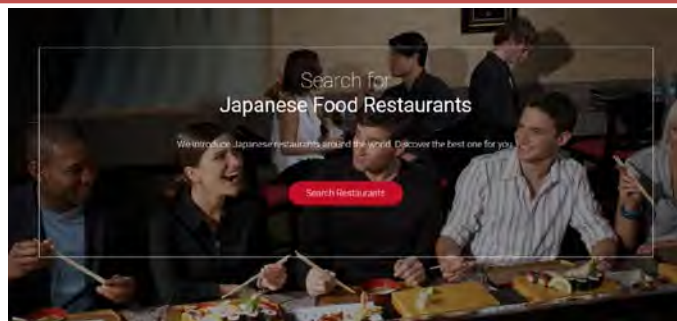 Search for
Japanese Food Restaurants
We introduce Japanese restaurants around the world. Discover the best one for you.
Search Restaurants